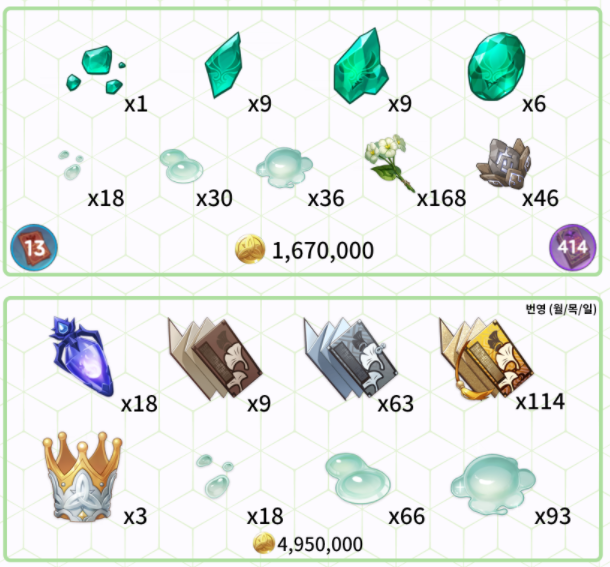 x1 x9 x9 x6
x18 x30 x36 x168 x46
13 1,670,000 414
번영 (월/목/일)
x18 x9 x63 x114
x3 x18 x66 x93
4,950,000